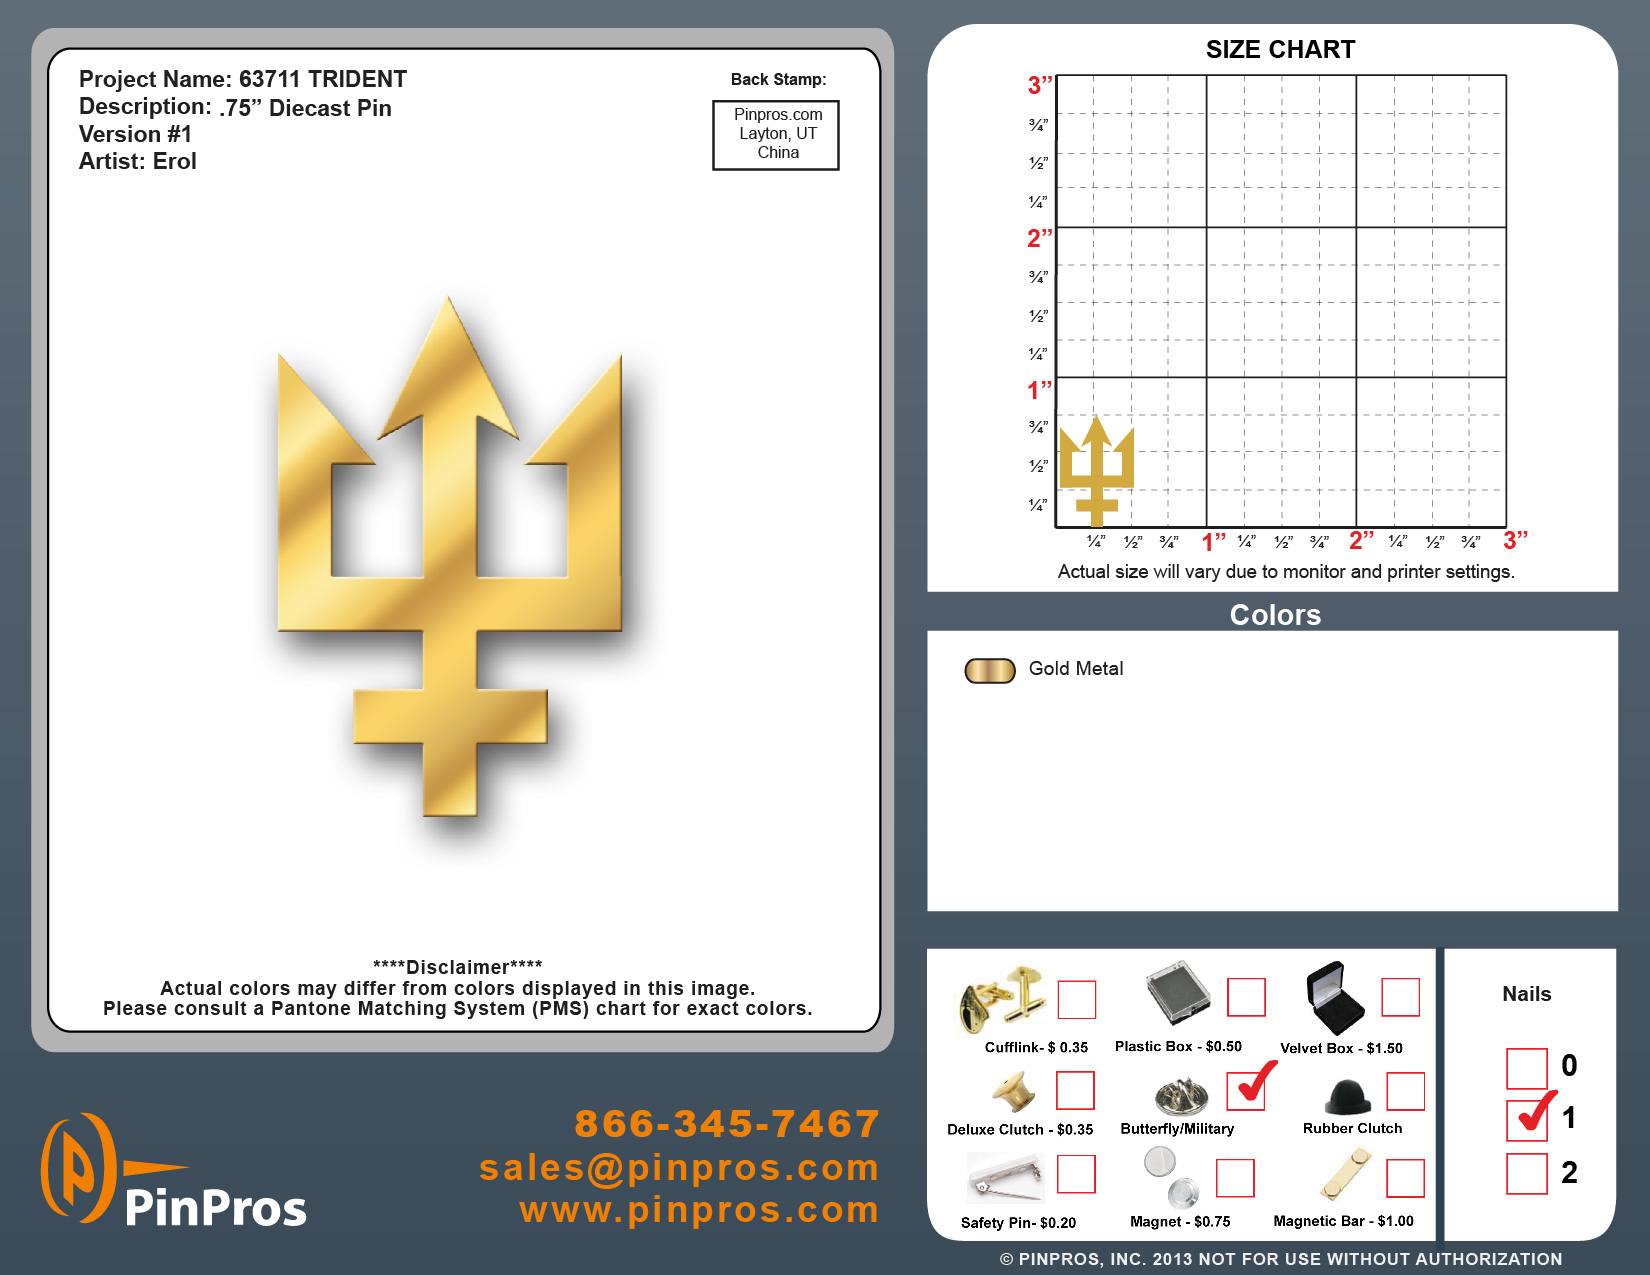 Project Name: 63711 TRIDENT
Description: .75” Diecast Pin
Version #1
Artist: Erol
Back Stamp:
Pinpros.com
Layton, UT
China
****Disclaimer****
Actual colors may differ from colors displayed in this image.
Please consult a Pantone Matching System (PMS) chart for exact colors.
PinPros
866-345-7467
sales@pinpros.com
www.pinpros.com
SIZE CHART
3”
¾”
½”
¼”
2”
¾”
½”
¼”
1”
¾”
½”
¼”
¼” ½” ¾” 1” ¼” ½” ¾” 2” ¼” ½” ¾” 3”
Actual size will vary due to monitor and printer settings.
Colors
Gold Metal
Cufflink- $ 0.35 Plastic Box - $0.50 Velvet Box - $1.50
Deluxe Clutch - $0.35 Butterfly/Military Rubber Clutch
Safety Pin- $0.20 Magnet - $0.75 Magnetic Bar - $1.00
Nails
0
1
2
© PINPROS, INC. 2013 NOT FOR USE WITHOUT AUTHORIZATION